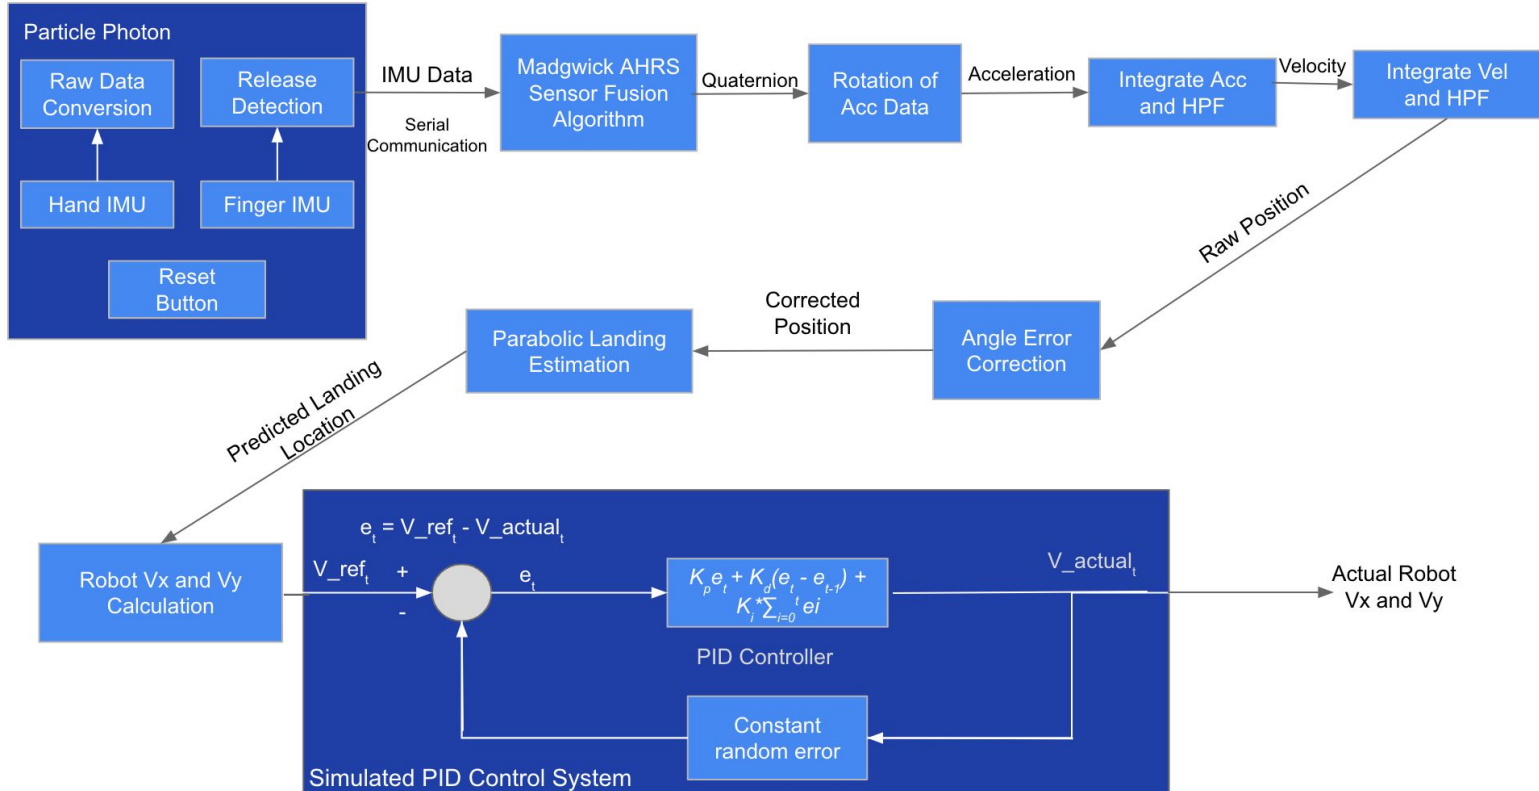 Particle Photon
Raw Data
Conversion
Release
Detection
Hand IMU
Finger IMU
Reset
Button
IMU Data
Serial
Communication
Madgwick AHRS
Sensor Fusion
Algorithm
Quaternion
Rotation of
Acc Data
Acceleration
Integrate Acc
and HPF
Velocity
Integrate Vel
and HPF
Raw Position
Angle Error
Correction
Corrected
Position
Parabolic Landing
Estimation
Predicted Landing
Location
Robot Vx and Vy
Calculation
e_t = V_ref_t - V_actual_t
V_ref_t
+
-
e_t
K_p e_t + K_d(e_t - e_{t-1}) +
K_i*∑_{i=0}^t ei
PID Controller
V_actual_t
Constant
random error
Simulated PID Control System
Actual Robot
Vx and Vy